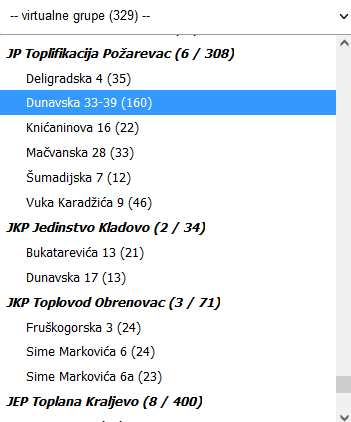 -- virtualne grupe (329) --
JP Toplifikacija Požarevac (6 / 308)
Deligradska 4 (35)
Dunavska 33-39 (160)
Knićaninova 16 (22)
Mačvanska 28 (33)
Šumadijska 7 (12)
Vuka Karadžića 9 (46)
JKP Jedinstvo Kladovo (2 / 34)
Bukatarevića 13 (21)
Dunavska 17 (13)
JKP Toplovod Obrenovac (3 / 71)
Fruškogorska 3 (24)
Sime Markovića 6 (24)
Sime Markovića 6a (23)
JEP Toplana Kraljevo (8 / 400)